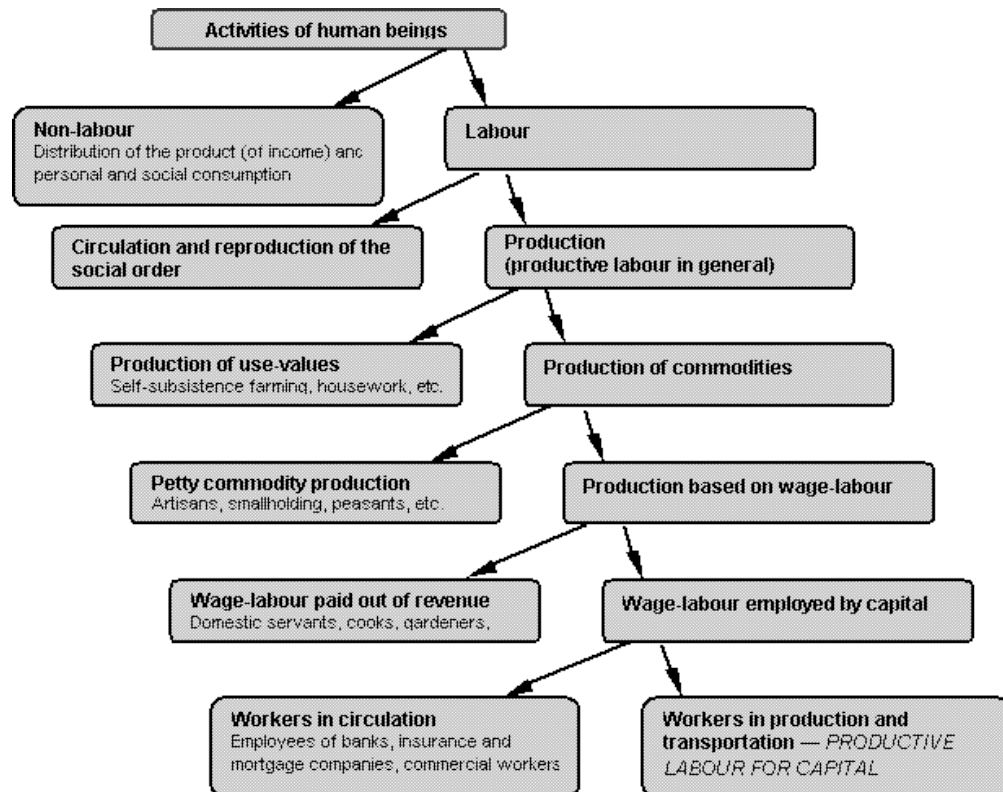 Activities of human beings
Non-labour
Distribution of the product (of income) and
personal and social consumption
Labour
Circulation and reproduction of the
social order
Production
(productive labour in general)
Production of use-values
Self-subsistence farming, housework, etc.
Production of commodities
Petty commodity production
Artisans, smallholding, peasants, etc.
Production based on wage-labour
Wage-labour paid out of revenue
Domestic servants, cooks, gardeners,
Wage-labour employed by capital
Workers in circulation
Employees of banks, insurance and
mortgage companies, commercial workers
Workers in production and
transportation — PRODUCTIVE
LABOUR FOR CAPITAL